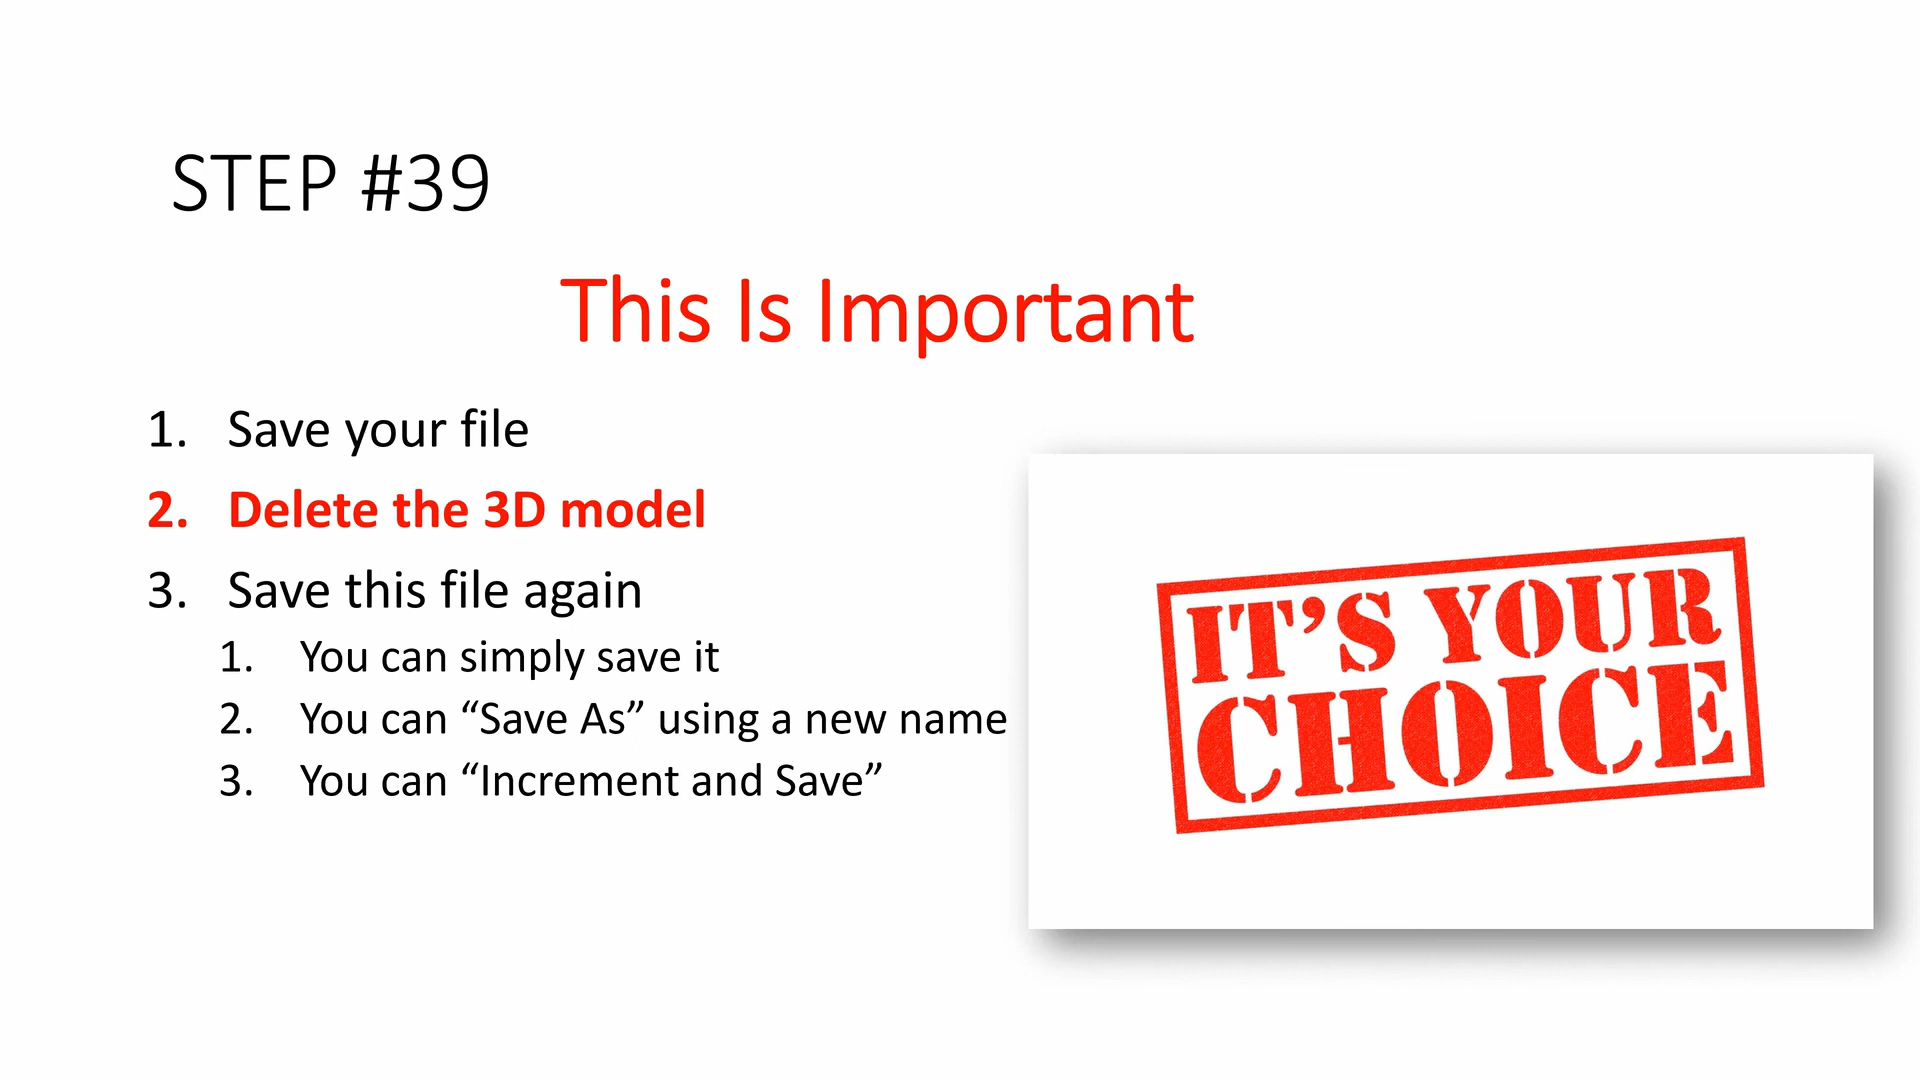 STEP #39
This Is Important
1. Save your file
2. Delete the 3D model
3. Save this file again
1. You can simply save it
2. You can “Save As” using a new name
3. You can “Increment and Save”
IT’S YOUR
CHOICE